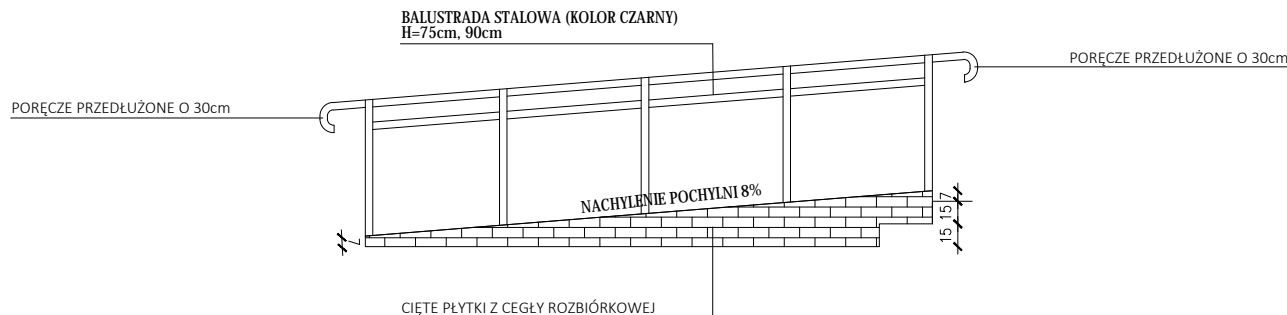 BALUSTRADA STALOWA (KOLOR CZARNY)
H=75cm, 90cm
PORĘCZE PRZEDŁUŻONE O 30cm
PORĘCZE PRZEDŁUŻONE O 30cm
NACHYLENIE POCHYLNI 8%
7
15
15
7
CIĘTE PŁYTKI Z CEGŁY ROZBIÓRKOWEJ